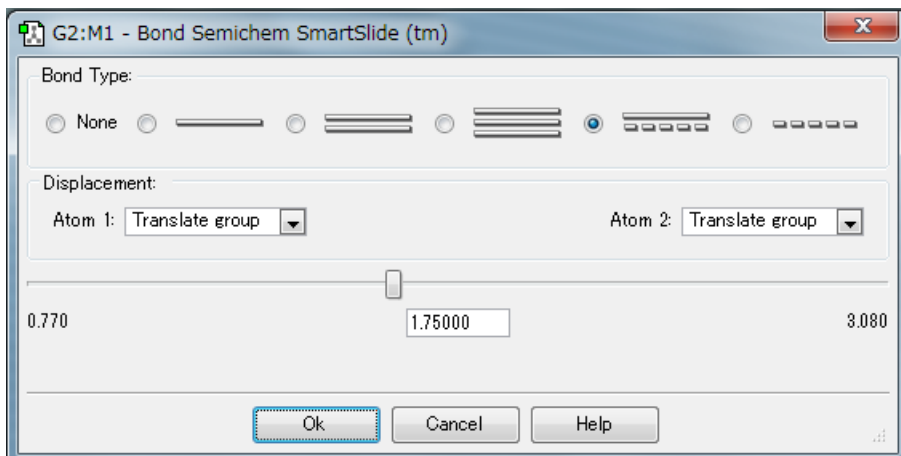 G2:M1 - Bond Semichem SmartSlide (tm)
Bond Type:
None
Displacement:
Atom 1: Translate group Atom 2: Translate group
0.770 1.75000 3.080
Ok Cancel Help